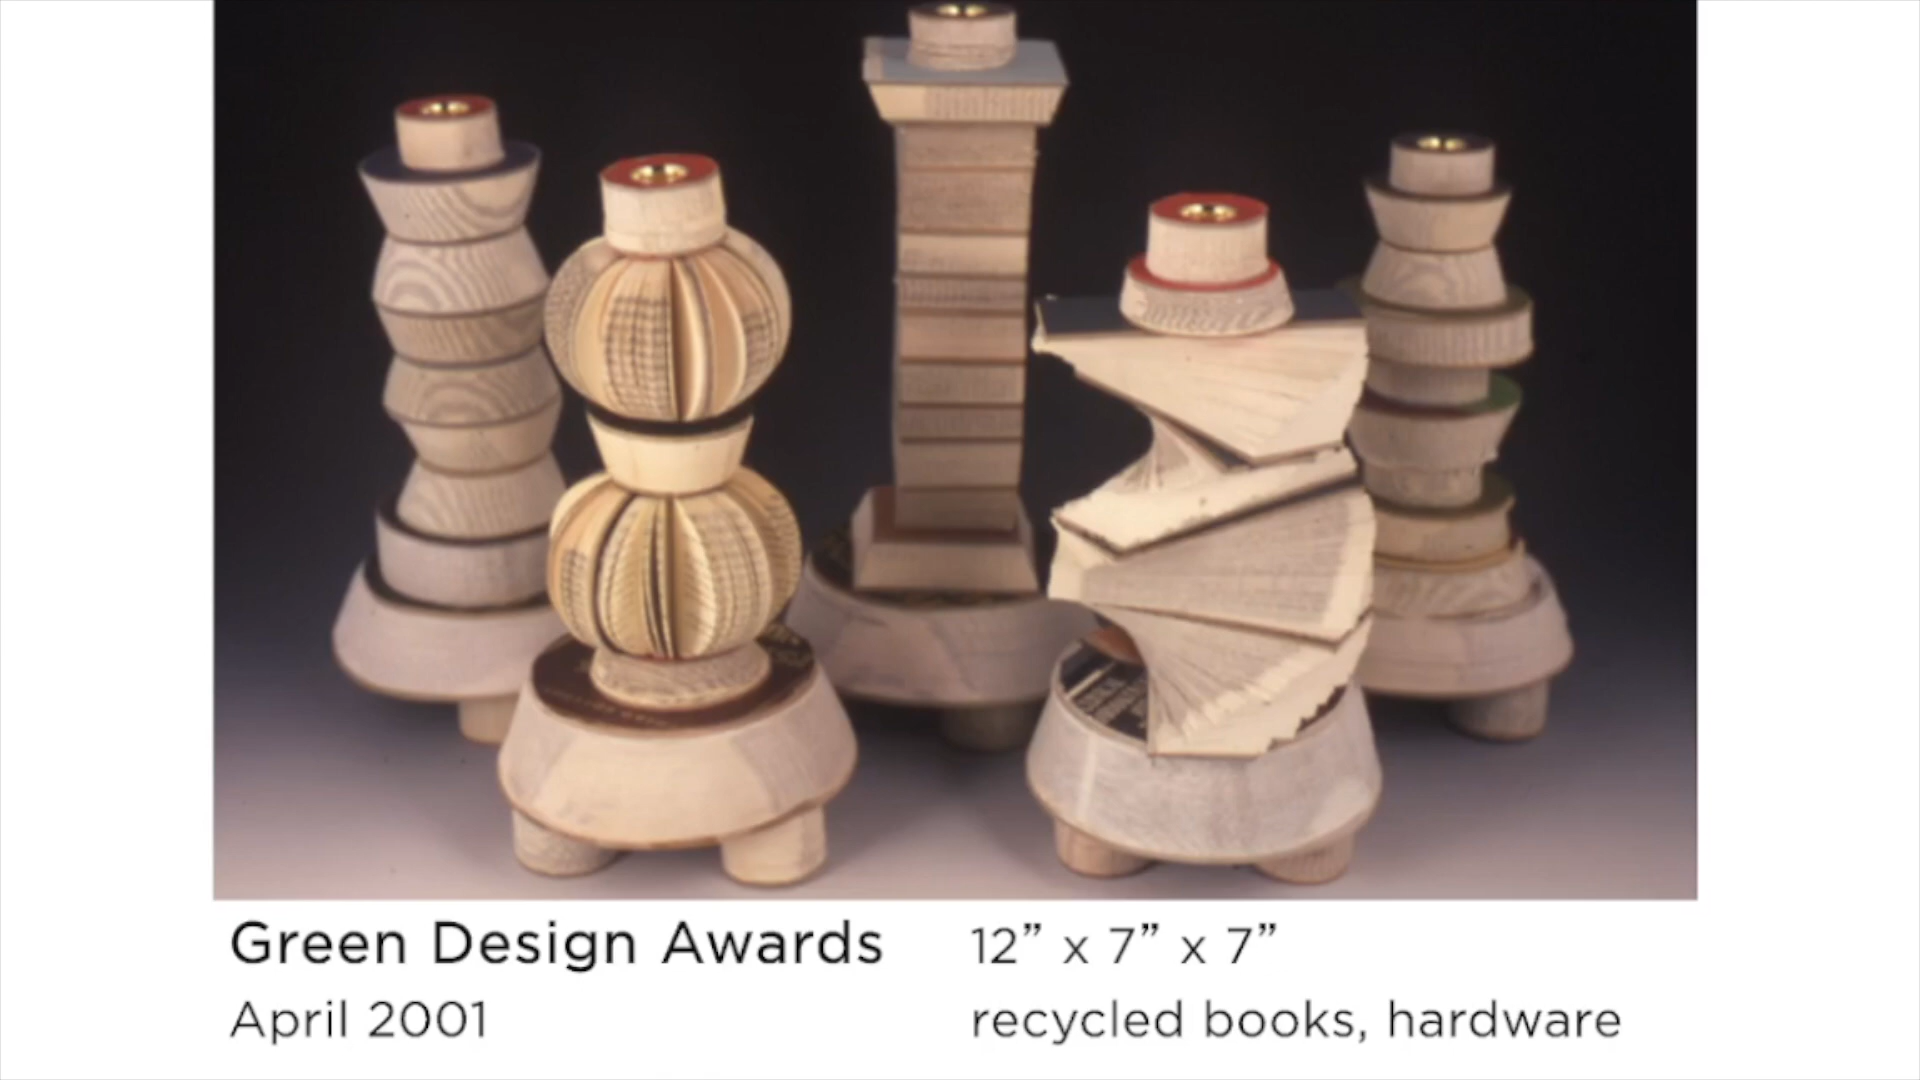 Green Design Awards
April 2001
12” x 7” x 7”
recycled books, hardware